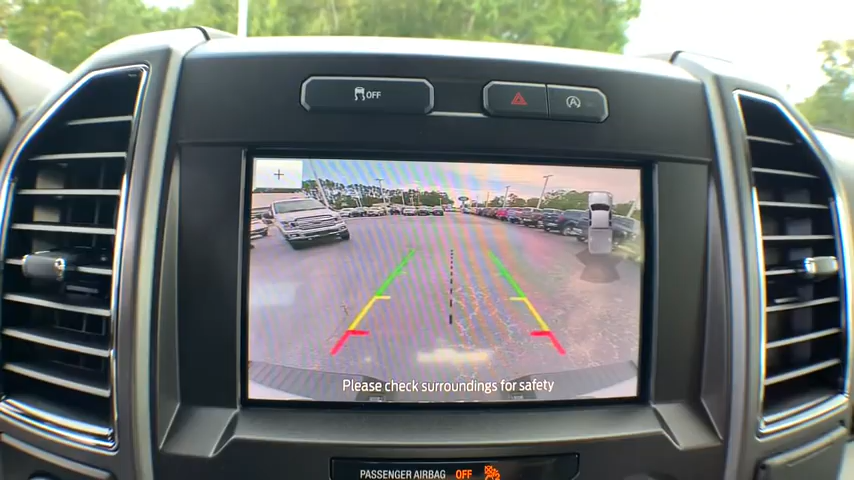 OFF
A
+
Please check surroundings for safety
PASSENGER AIRBAG OFF